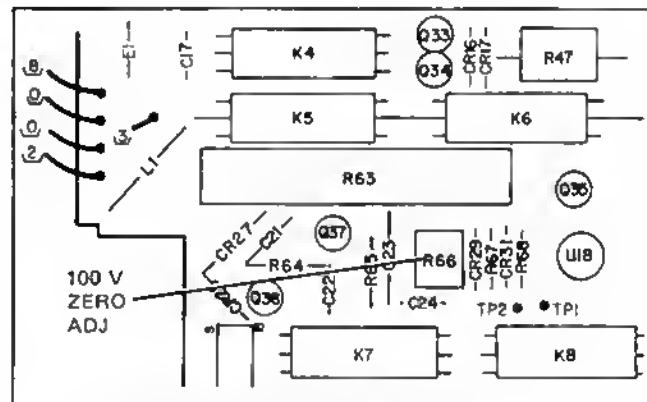 E1
C17
K4
Q33
Q34
CR16
CR17
R47
8
0
0
2
3
K5
K6
L1
R63
Q35
CR27
C21
Q37
R64
C22
R65
C23
R66
CR29
R67
CR31
R68
U18
100 V
ZERO
ADJ
Q36
C24
TP2
TP1
K7
K8